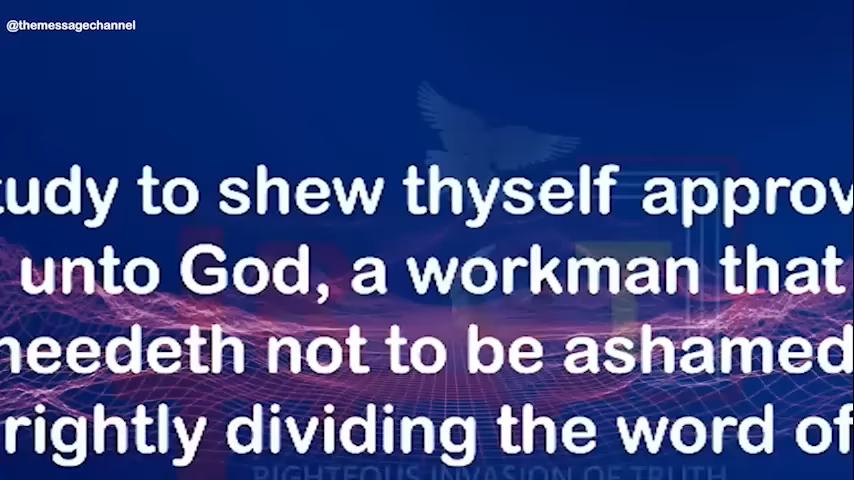 @themessagechannel
tudy to shew thyself approv
unto God, a workman that
needeth not to be ashamed
rightly dividing the word of
RIGHTEOUS INVASION OF TRUTH